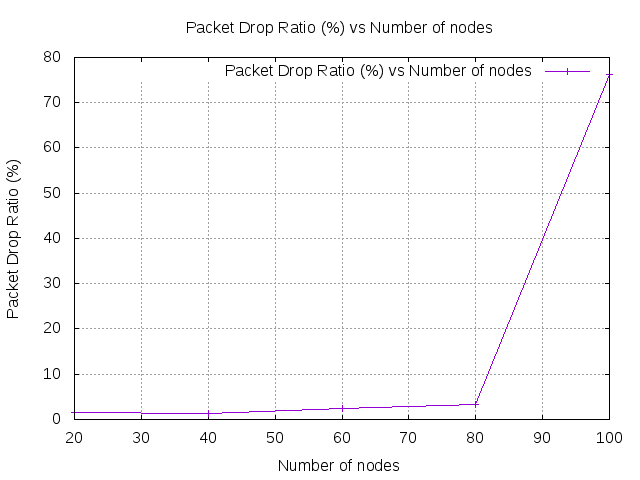 Packet Drop Ratio (%) vs Number of nodes
80
Packet Drop Ratio (%) vs Number of nodes
70
60
50
40
30
20
10
0
Packet Drop Ratio (%)
20 30 40 50 60 70 80 90 100
Number of nodes